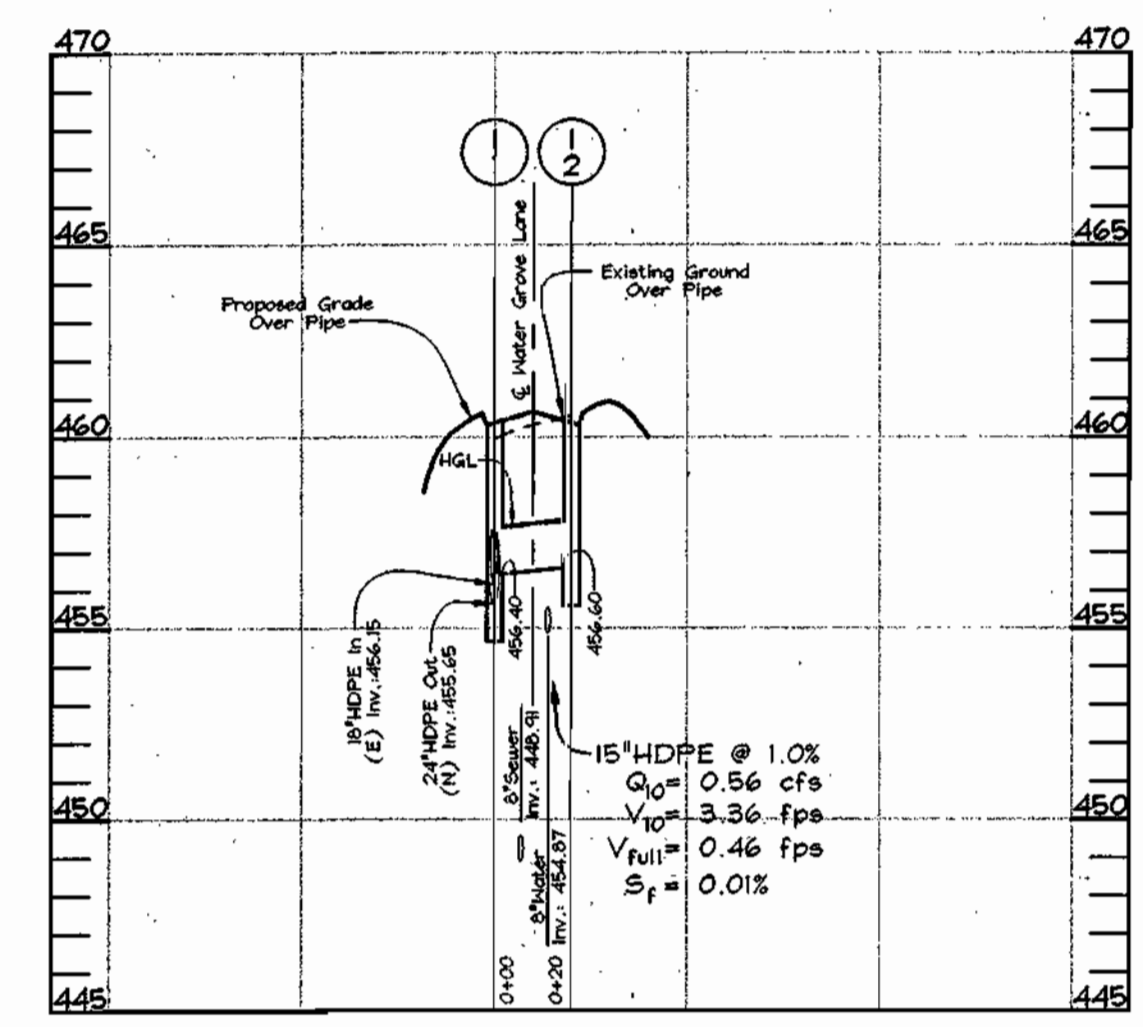 470
470
1
1
2
465
465
℄ Water Grove Lane
Existing Ground
Over Pipe
Proposed Grade
Over Pipe
460
460
HGL
455
455
456.40
456.60
18"HDPE In
(E) Inv.:456.15
24"HDPE Out
(N) Inv.:455.65
8"Sewer
Inv.: 448.91
15"HDPE @ 1.0%
Q10= 0.56 cfs
450
450
V10= 3.36 fps
Vfull= 0.46 fps
Sf= 0.01%
8"Water
Inv.: 454.87
0+00
0+20
445
445